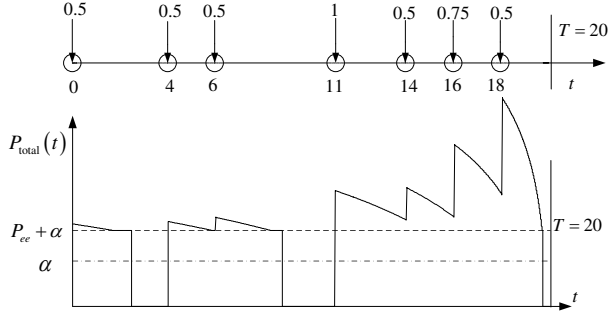 0.5 0.5 0.5 1 0.5 0.75 0.5
T = 20
0 4 6 11 14 16 18 t
P_total(t)
P_ee + α
T = 20
α
t